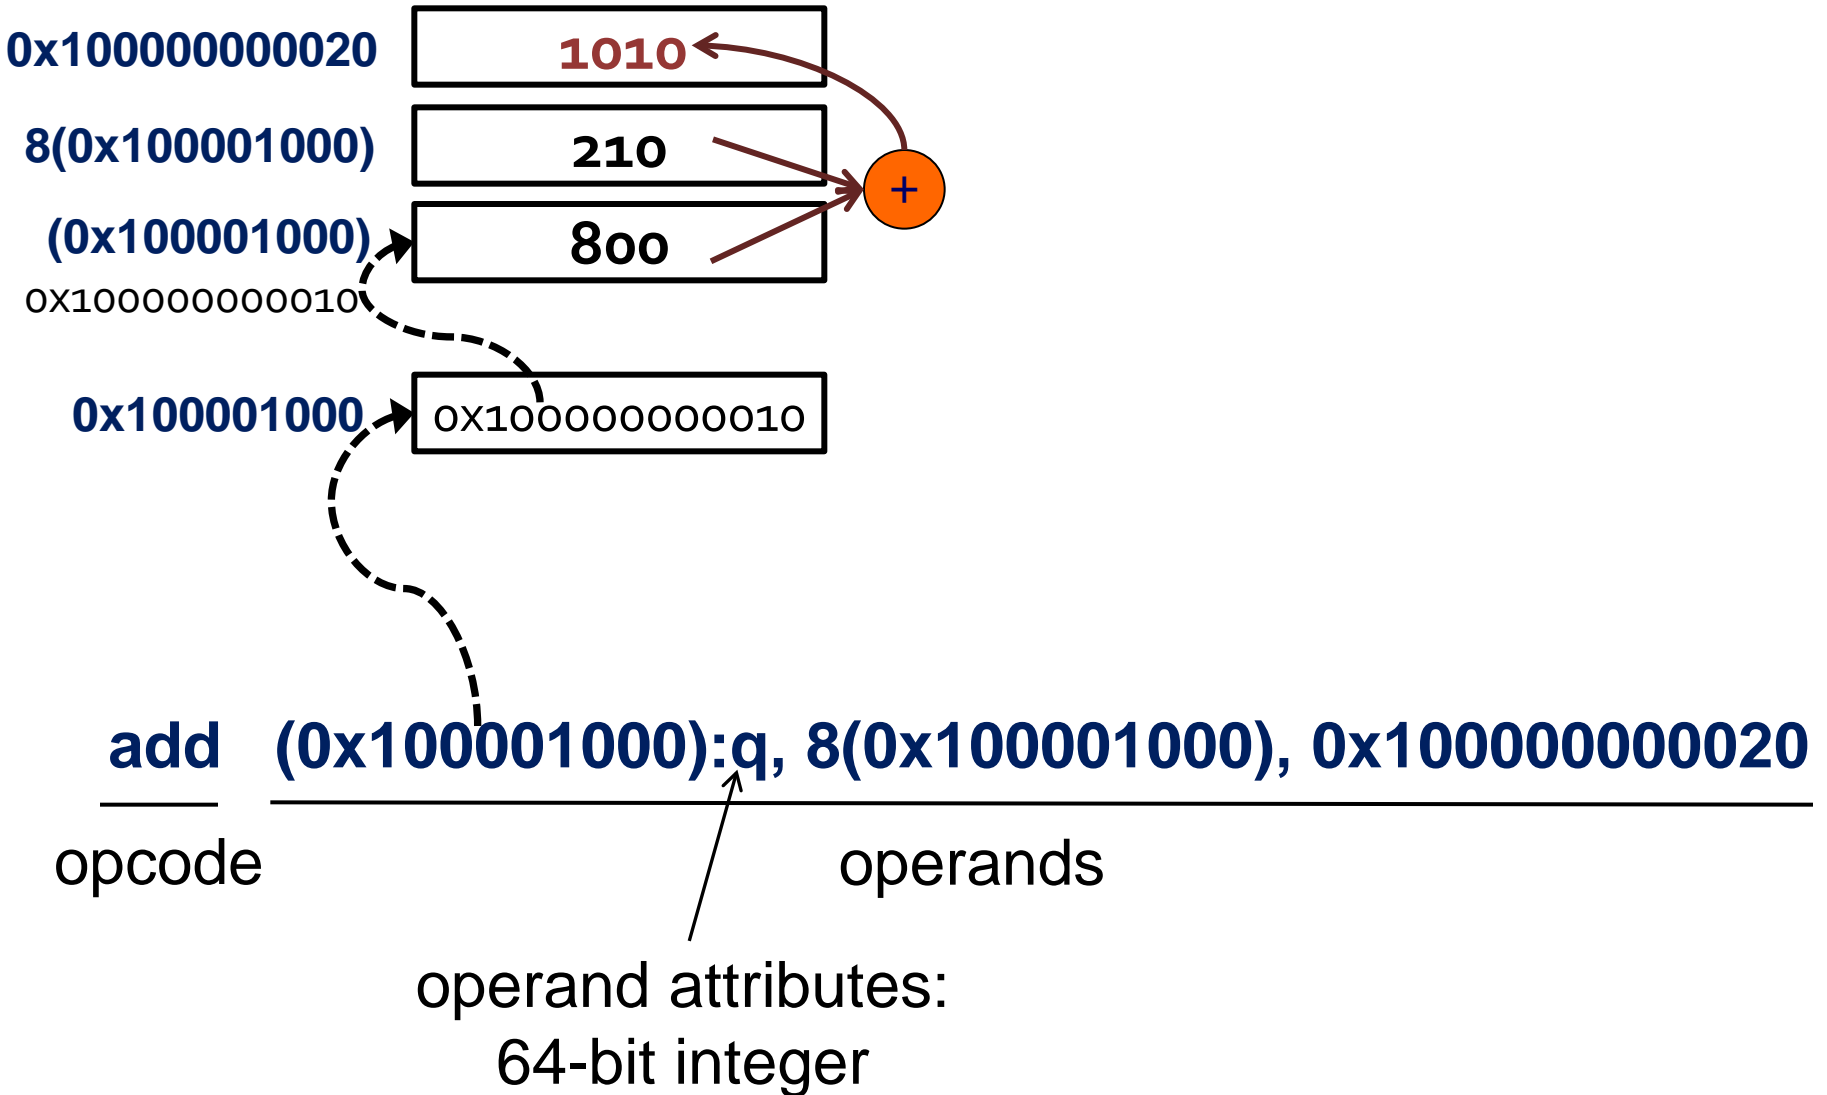 0x100000000020 1010
8(0x100001000) 210
+
(0x100001000) 800
0X100000000010
0x100001000 0X100000000010
add (0x100001000):q, 8(0x100001000), 0x100000000020
opcode operands
operand attributes:
64-bit integer